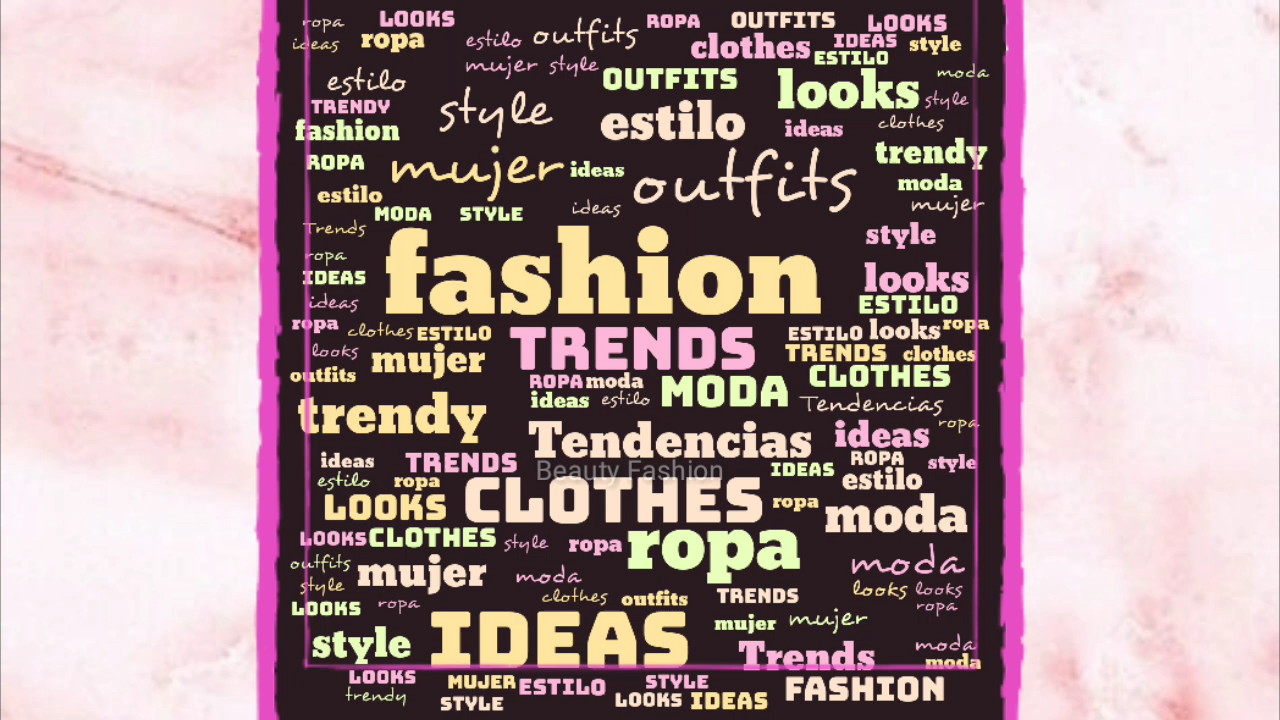 ropa LOOKS ROPA OUTFITS LOOKS
ideas ropa estilo outfits clothes IDEAS style
mujer style ESTILO
estilo OUTFITS looks moda
TRENDY style estilo style
fashion ideas clothes
ROPA mujer ideas outfits trendy
estilo moda
MODA STYLE ideas mujer
Trends style
ropa fashion
IDEAS looks
ideas ESTILO
ropa clothes ESTILO TRENDS ESTILO looks ropa
looks mujer TRENDS clothes
outfits ROPA moda MODA CLOTHES
ideas estilo Tendencias
trendy ropa
Tendencias ideas
ideas TRENDS IDEAS ROPA style
Beauty Fashion
estilo ropa estilo
LOOKS CLOTHES ropa moda
LOOKS CLOTHES style ropa ropa
outfits mujer moda moda
style clothes outfits TRENDS looks looks
LOOKS ropa ropa
style IDEAS mujer mujer
Trends moda
moda
LOOKS MUJER ESTILO STYLE FASHION
trendy STYLE LOOKS IDEAS